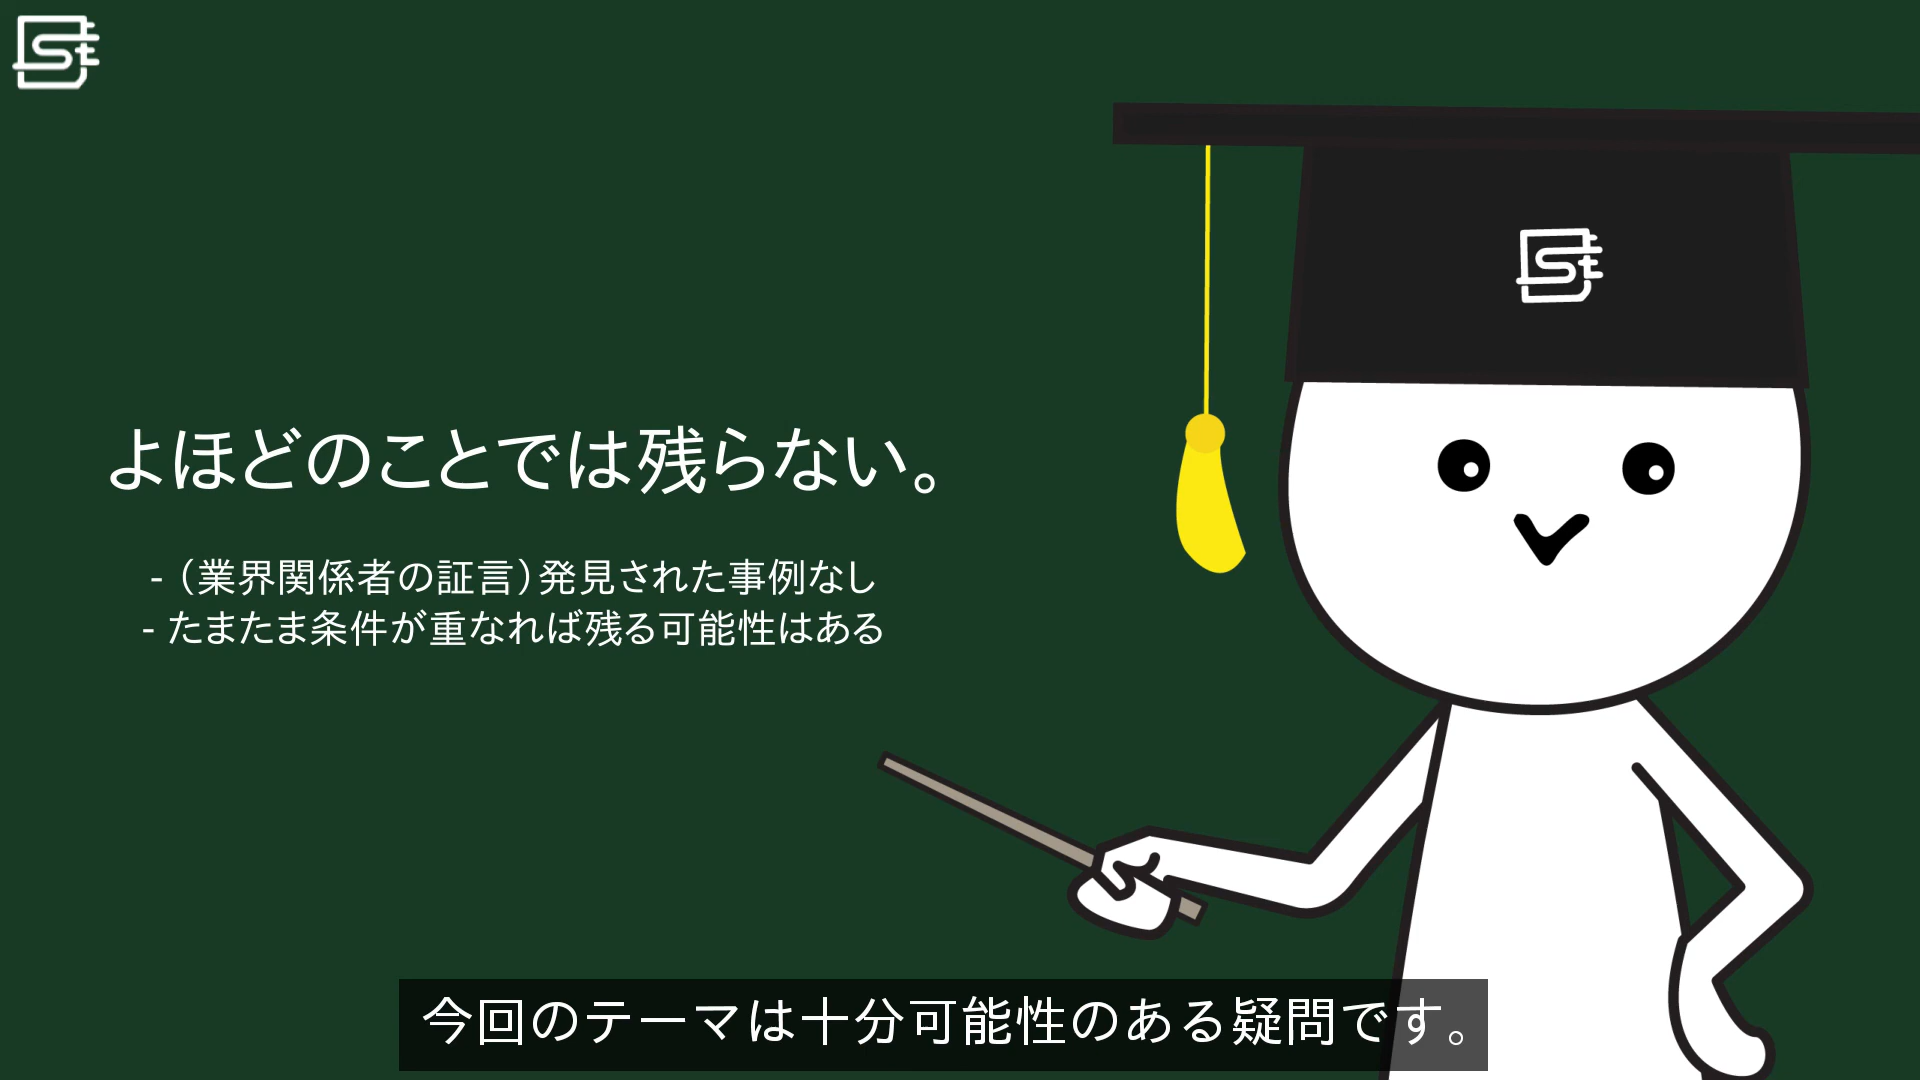 よほどのことでは残らない。
- （業界関係者の証言）発見された事例なし
- たまたま条件が重なれば残る可能性はある
今回のテーマは十分可能性のある疑問です。